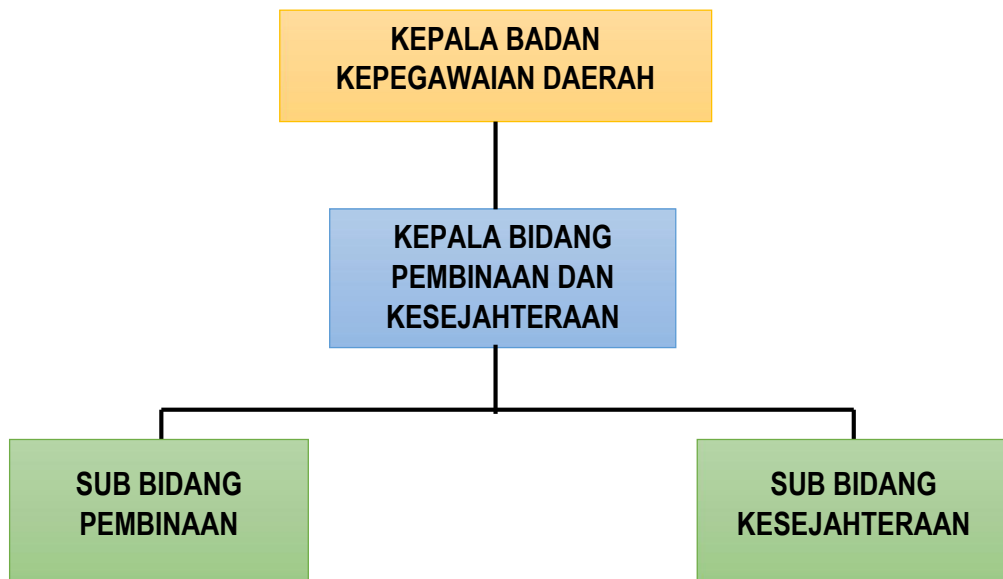 KEPALA BADAN
KEPEGAWAIAN DAERAH
KEPALA BIDANG
PEMBINAAN DAN
KESEJAHTERAAN
SUB BIDANG
PEMBINAAN
SUB BIDANG
KESEJAHTERAAN